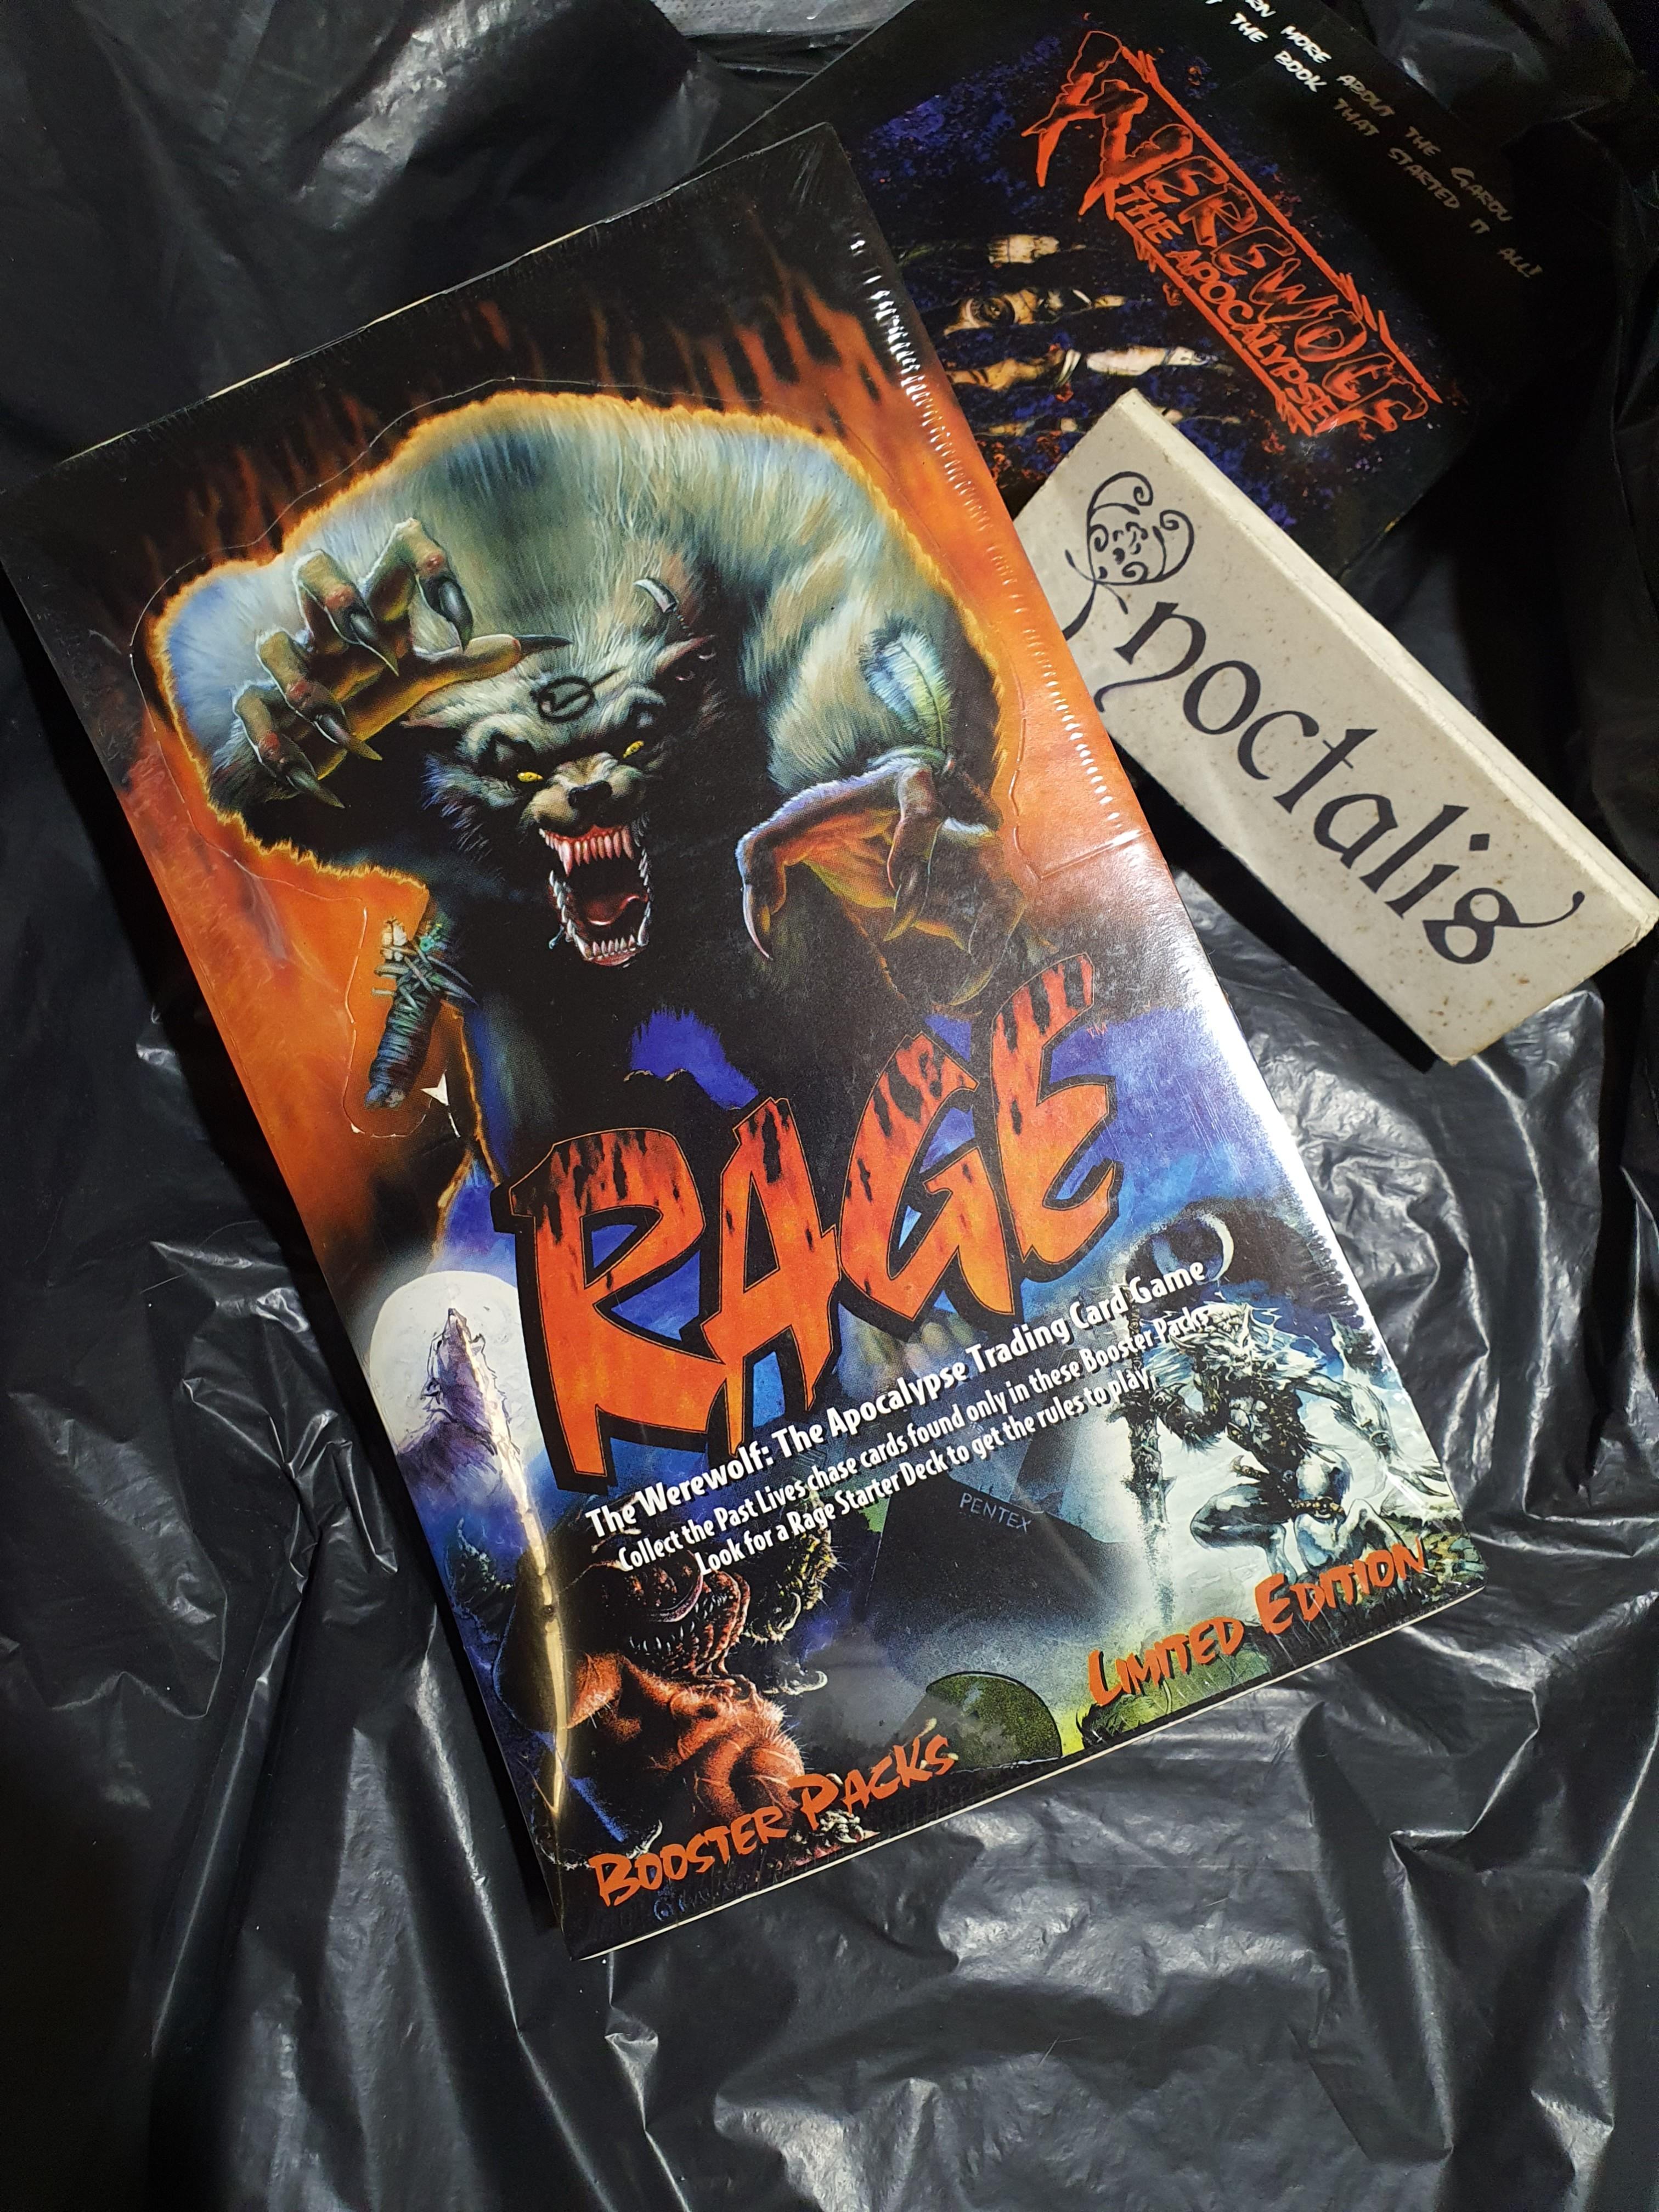 MORE ABOUT THE GAROU
THE BOOK THAT STARTED IT ALL!
WEREWOLF
THE APOCALYPSE
noctalis
RAGE
The Werewolf: The Apocalypse Trading Card Game
Collect the Past Lives chase cards found only in these Booster Packs
Look for a Rage Starter Deck to get the rules to play.
PENTEX
LIMITED EDITION
BOOSTER PACKS